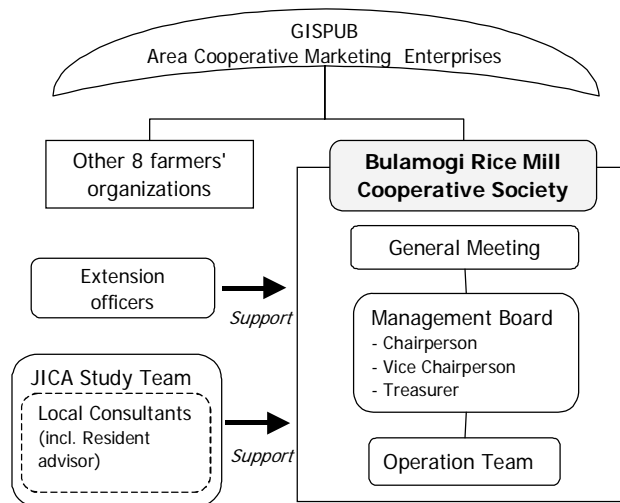 GISPUB
Area Cooperative Marketing Enterprises
Other 8 farmers'
organizations
Bulamogi Rice Mill
Cooperative Society
General Meeting
Extension
officers
Support
Management Board
- Chairperson
- Vice Chairperson
- Treasurer
JICA Study Team
Local Consultants
(incl. Resident
advisor)
Support
Operation Team